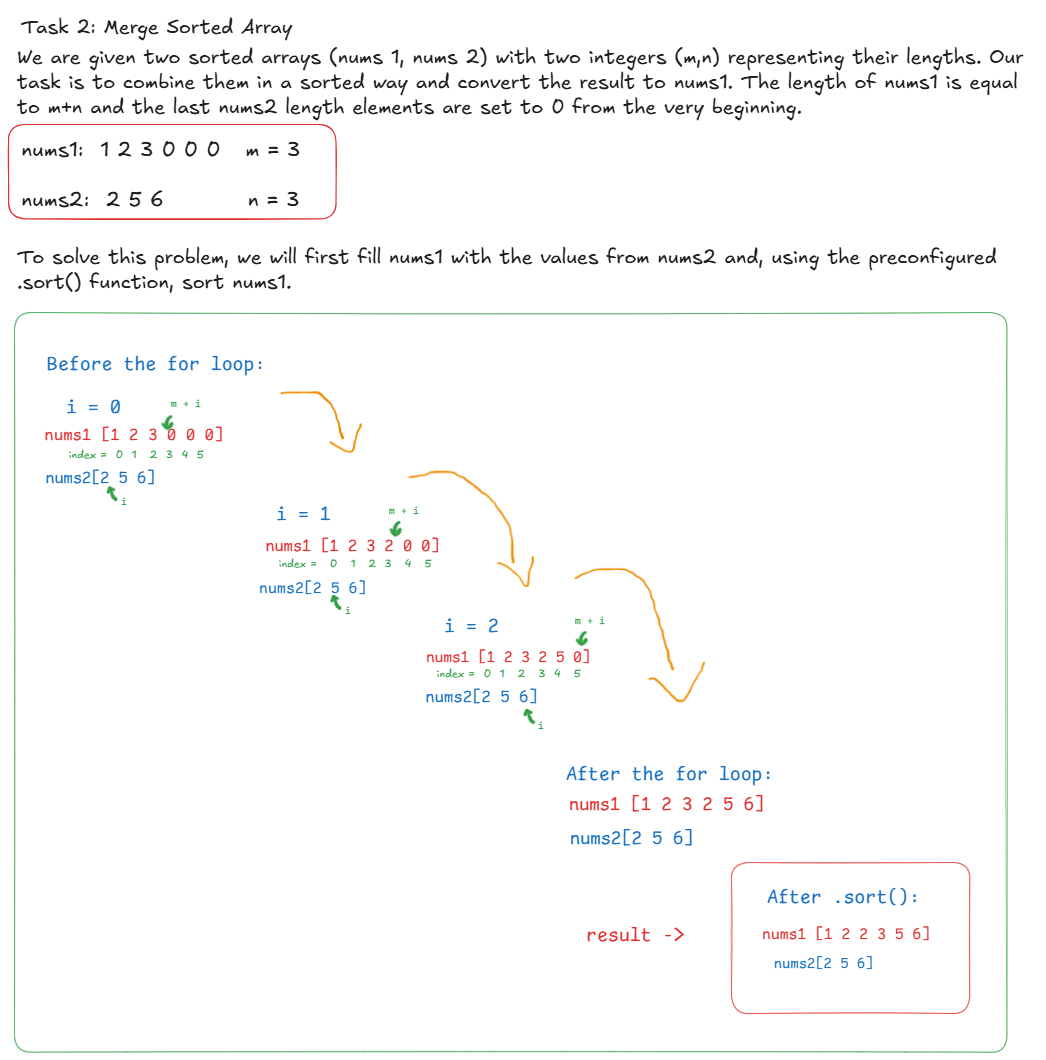 Task 2: Merge Sorted Array
We are given two sorted arrays (nums 1, nums 2) with two integers (m,n) representing their lengths. Our
task is to combine them in a sorted way and convert the result to nums1. The length of nums1 is equal
to m+n and the last nums2 length elements are set to 0 from the very beginning.
nums1: 1 2 3 0 0 0 m = 3
nums2: 2 5 6 n = 3
To solve this problem, we will first fill nums1 with the values from nums2 and, using the preconfigured
.sort() function, sort nums1.
Before the for loop:
i = 0
m + i
nums1 [1 2 3 0 0 0]
index = 0 1 2 3 4 5
nums2[2 5 6]
i
i = 1
m + i
nums1 [1 2 3 2 0 0]
index = 0 1 2 3 4 5
nums2[2 5 6]
i
i = 2
m + i
nums1 [1 2 3 2 5 0]
index = 0 1 2 3 4 5
nums2[2 5 6]
i
After the for loop:
nums1 [1 2 3 2 5 6]
nums2[2 5 6]
result ->
After .sort():
nums1 [1 2 2 3 5 6]
nums2[2 5 6]